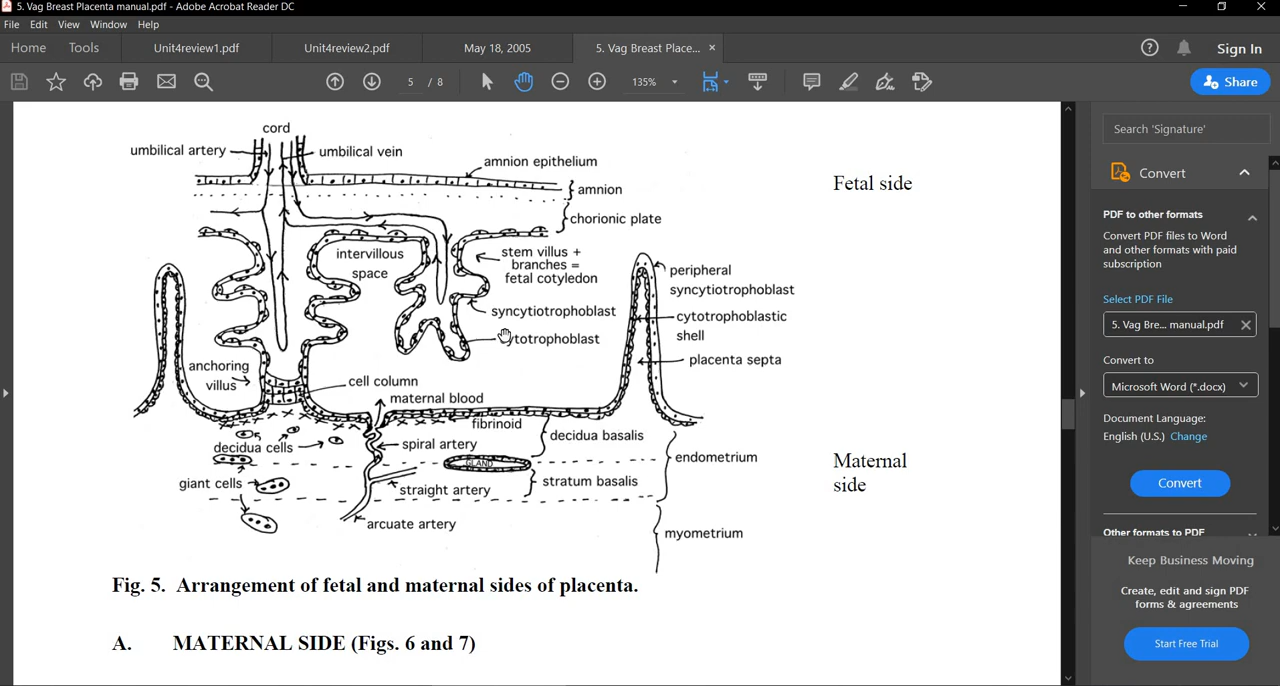 5. Vag Breast Placenta manual.pdf - Adobe Acrobat Reader DC
File Edit View Window Help
Home Tools Unit4review1.pdf Unit4review2.pdf May 18, 2005 5. Vag Breast Place... × Sign In
5 / 8 135% Share
cord
umbilical artery umbilical vein
amnion epithelium
amnion
chorionic plate
intervillous
space
stem villus +
branches =
fetal cotyledon
syncytiotrophoblast
cytotrophoblast
peripheral
syncytiotrophoblast
cytotrophoblastic
shell
placenta septa
anchoring
villus
cell column
maternal blood
fibrinoid
decidua cells
spiral artery
decidua basalis
GLAND
endometrium
giant cells
straight artery
stratum basalis
arcuate artery
myometrium
Fetal side
Maternal
side
Fig. 5. Arrangement of fetal and maternal sides of placenta.
A. MATERNAL SIDE (Figs. 6 and 7)
Search 'Signature'
Convert
PDF to other formats
Convert PDF files to Word
and other formats with paid
subscription
Select PDF File
5. Vag Bre... manual.pdf ×
Convert to
Microsoft Word (*.docx)
Document Language:
English (U.S.) Change
Convert
Other formats to PDF
Keep Business Moving
Create, edit and sign PDF
forms & agreements
Start Free Trial